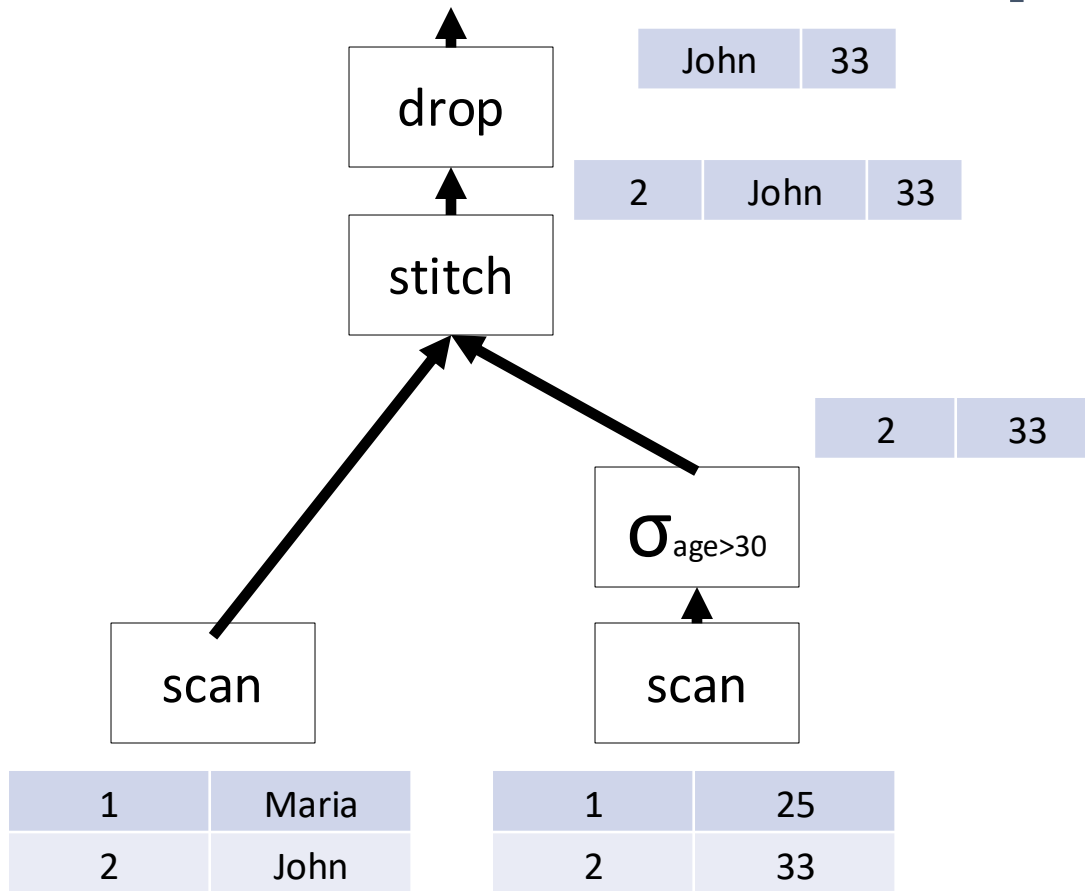 John 33
drop
2 John 33
stitch
2 33
σage>30
scan
scan
1 Maria
2 John
1 25
2 33